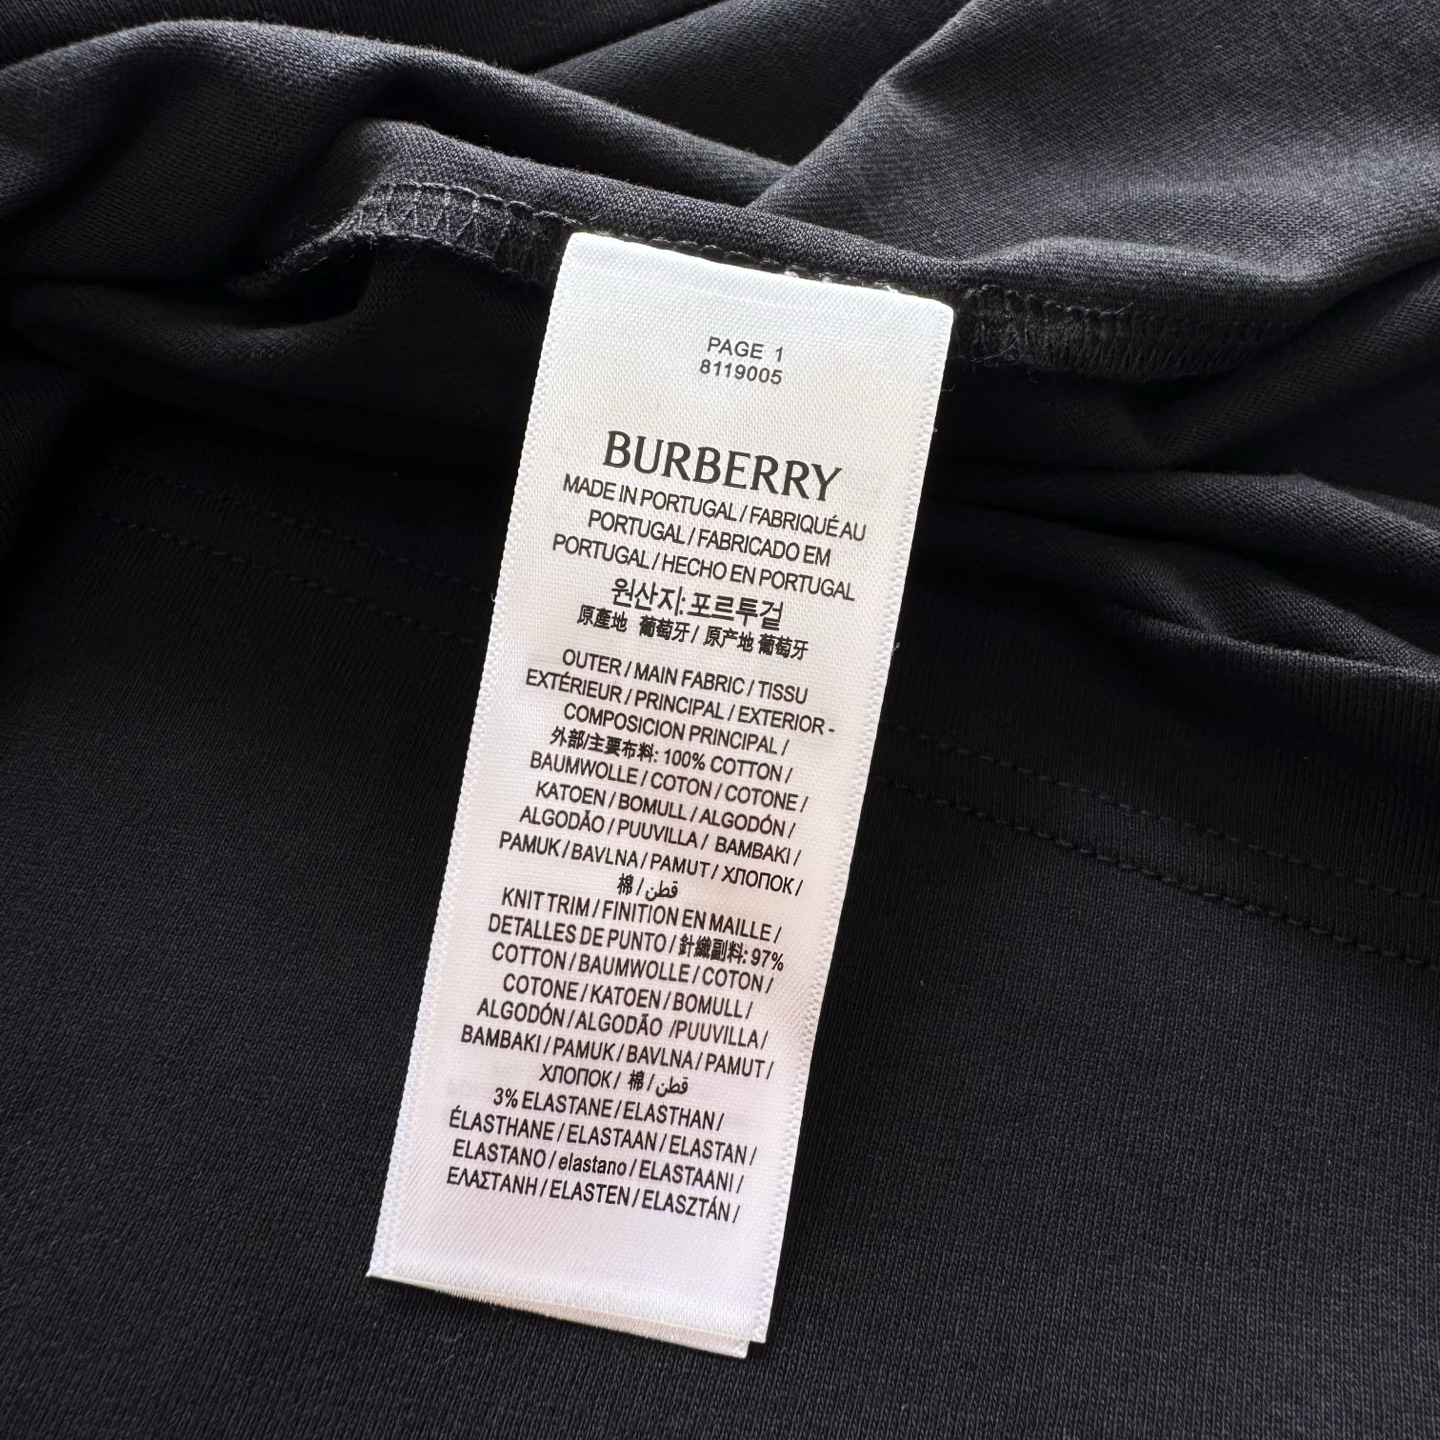 PAGE 1
8119005
BURBERRY
MADE IN PORTUGAL / FABRIQUÉ AU
PORTUGAL / FABRICADO EM
PORTUGAL / HECHO EN PORTUGAL
원산지: 포르투걸
原產地 葡萄牙 / 原产地 葡萄牙
OUTER / MAIN FABRIC / TISSU
EXTÉRIEUR / PRINCIPAL / EXTERIOR -
COMPOSICION PRINCIPAL /
外部/主要布料: 100% COTTON /
BAUMWOLLE / COTON / COTONE /
KATOEN / BOMULL / ALGODÓN /
ALGODÃO / PUUVILLA / BAMBAKI /
PAMUK / BAVLNA / PAMUT / ХЛОПОК /
棉 / قطن
KNIT TRIM / FINITION EN MAILLE /
DETALLES DE PUNTO / 針織副料: 97%
COTTON / BAUMWOLLE / COTON /
COTONE / KATOEN / BOMULL /
ALGODÓN / ALGODÃO /PUUVILLA /
BAMBAKI / PAMUK / BAVLNA / PAMUT /
ХЛОПОК / 棉 / قطن
3% ELASTANE / ELASTHAN /
ÉLASTHANE / ELASTAAN / ELASTAN /
ELASTANO / elastano / ELASTAANI /
ΕΛΑΣΤΑΝΗ / ELASTEN / ELASZTÁN /